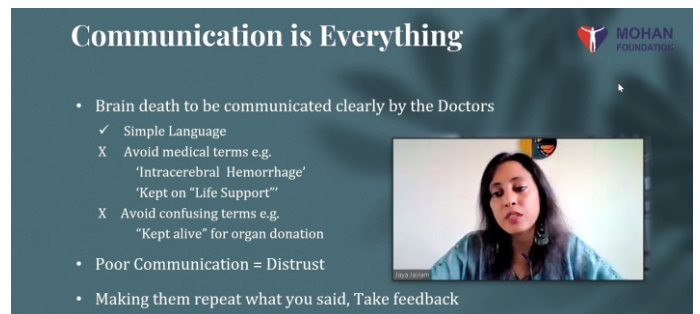 Communication is Everything
MOHAN
FOUNDATION
• Brain death to be communicated clearly by the Doctors
✓ Simple Language
X Avoid medical terms e.g.
‘Intracerebral Hemorrhage’
‘Kept on “Life Support”’
X Avoid confusing terms e.g.
“Kept alive” for organ donation
• Poor Communication = Distrust
• Making them repeat what you said, Take feedback
Jaya Jairam